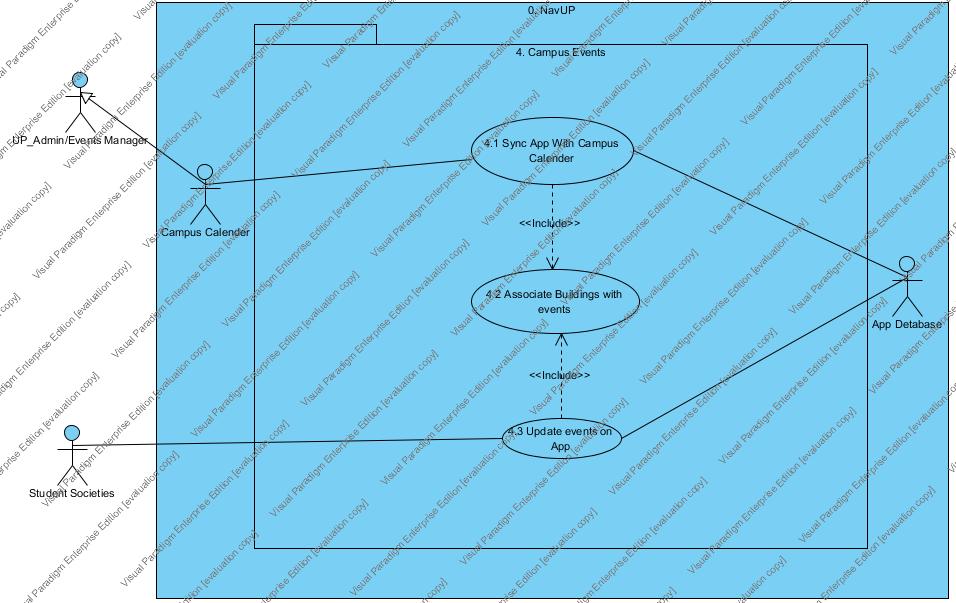 0. NavUP
4. Campus Events
UP_Admin/Events Manager
4.1 Sync App With Campus
Calender
Campus Calender
<<Include>>
4.2 Associate Buildings with
events
App Detabase
<<Include>>
4.3 Update events on
App
Student Societies
Visual Paradigm Enterprise Edition [evaluation copy]